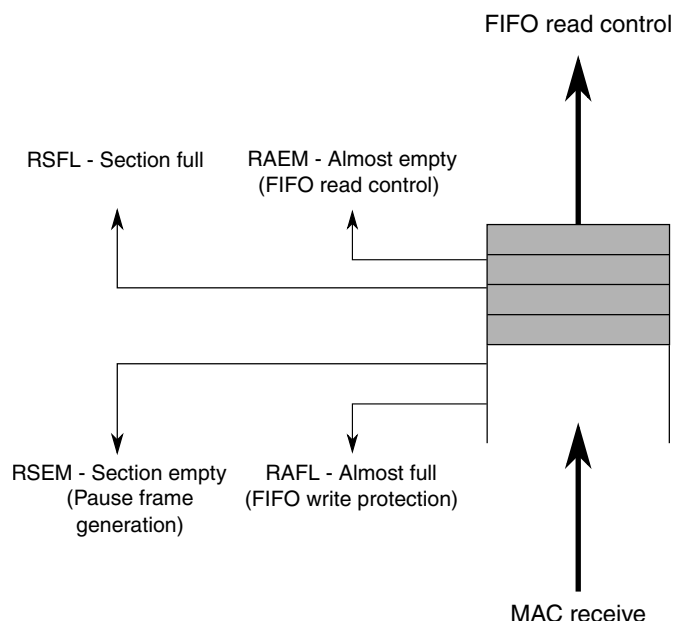 FIFO read control
RSFL - Section full
RAEM - Almost empty
(FIFO read control)
RSEM - Section empty
(Pause frame
generation)
RAFL - Almost full
(FIFO write protection)
MAC receive